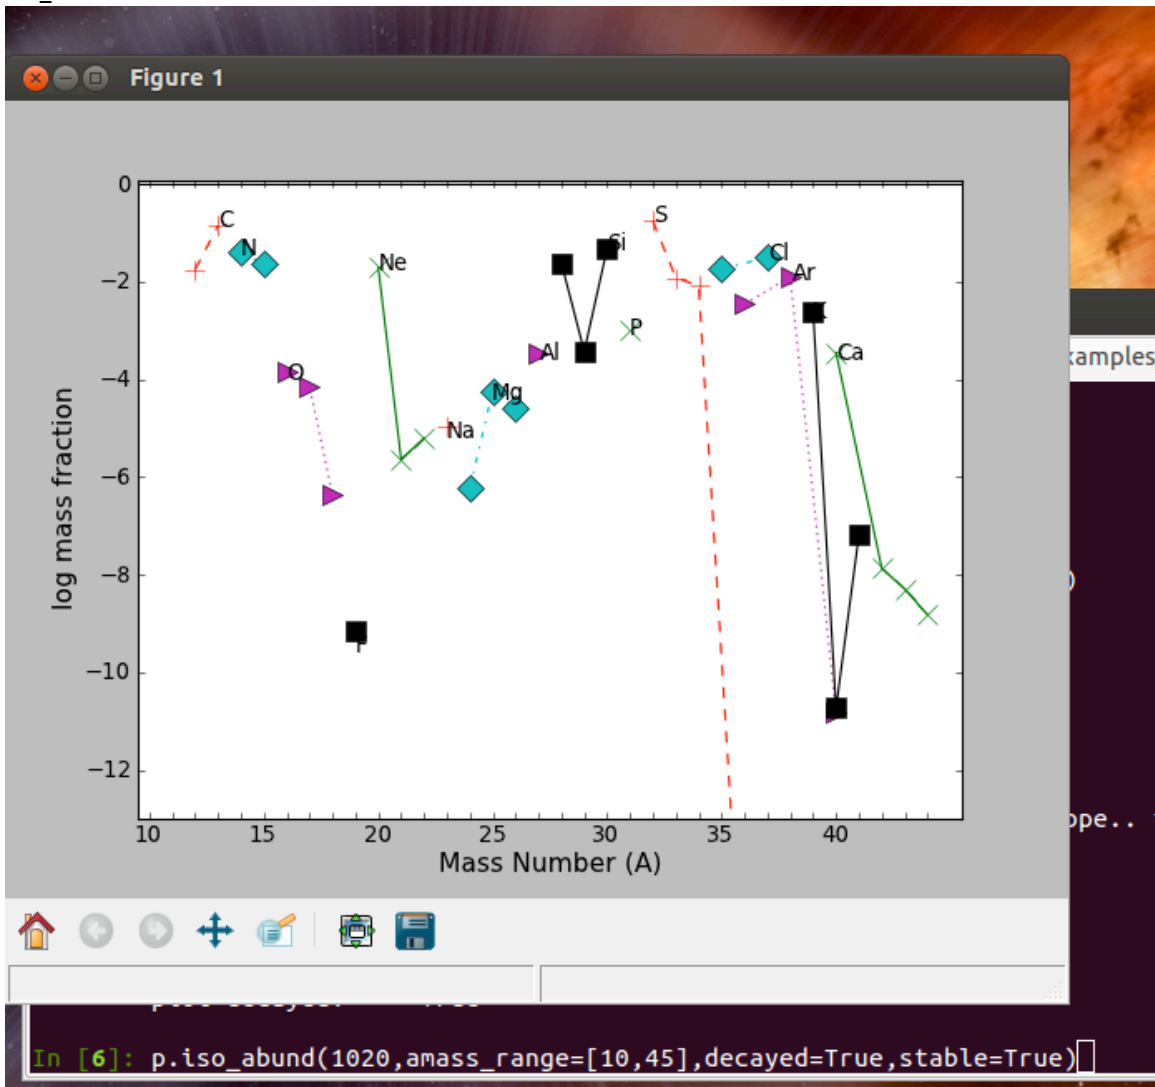 Figure 1
0
C
S
N
Si
Cl
Ne
Ar
−2
K
P
Al
Ca
O
−4
Mg
Na
−6
−8
F
−10
−12
log mass fraction
10 15 20 25 30 35 40
Mass Number (A)
xamples
)
ope..
In [6]: p.iso_abund(1020,amass_range=[10,45],decayed=True,stable=True)